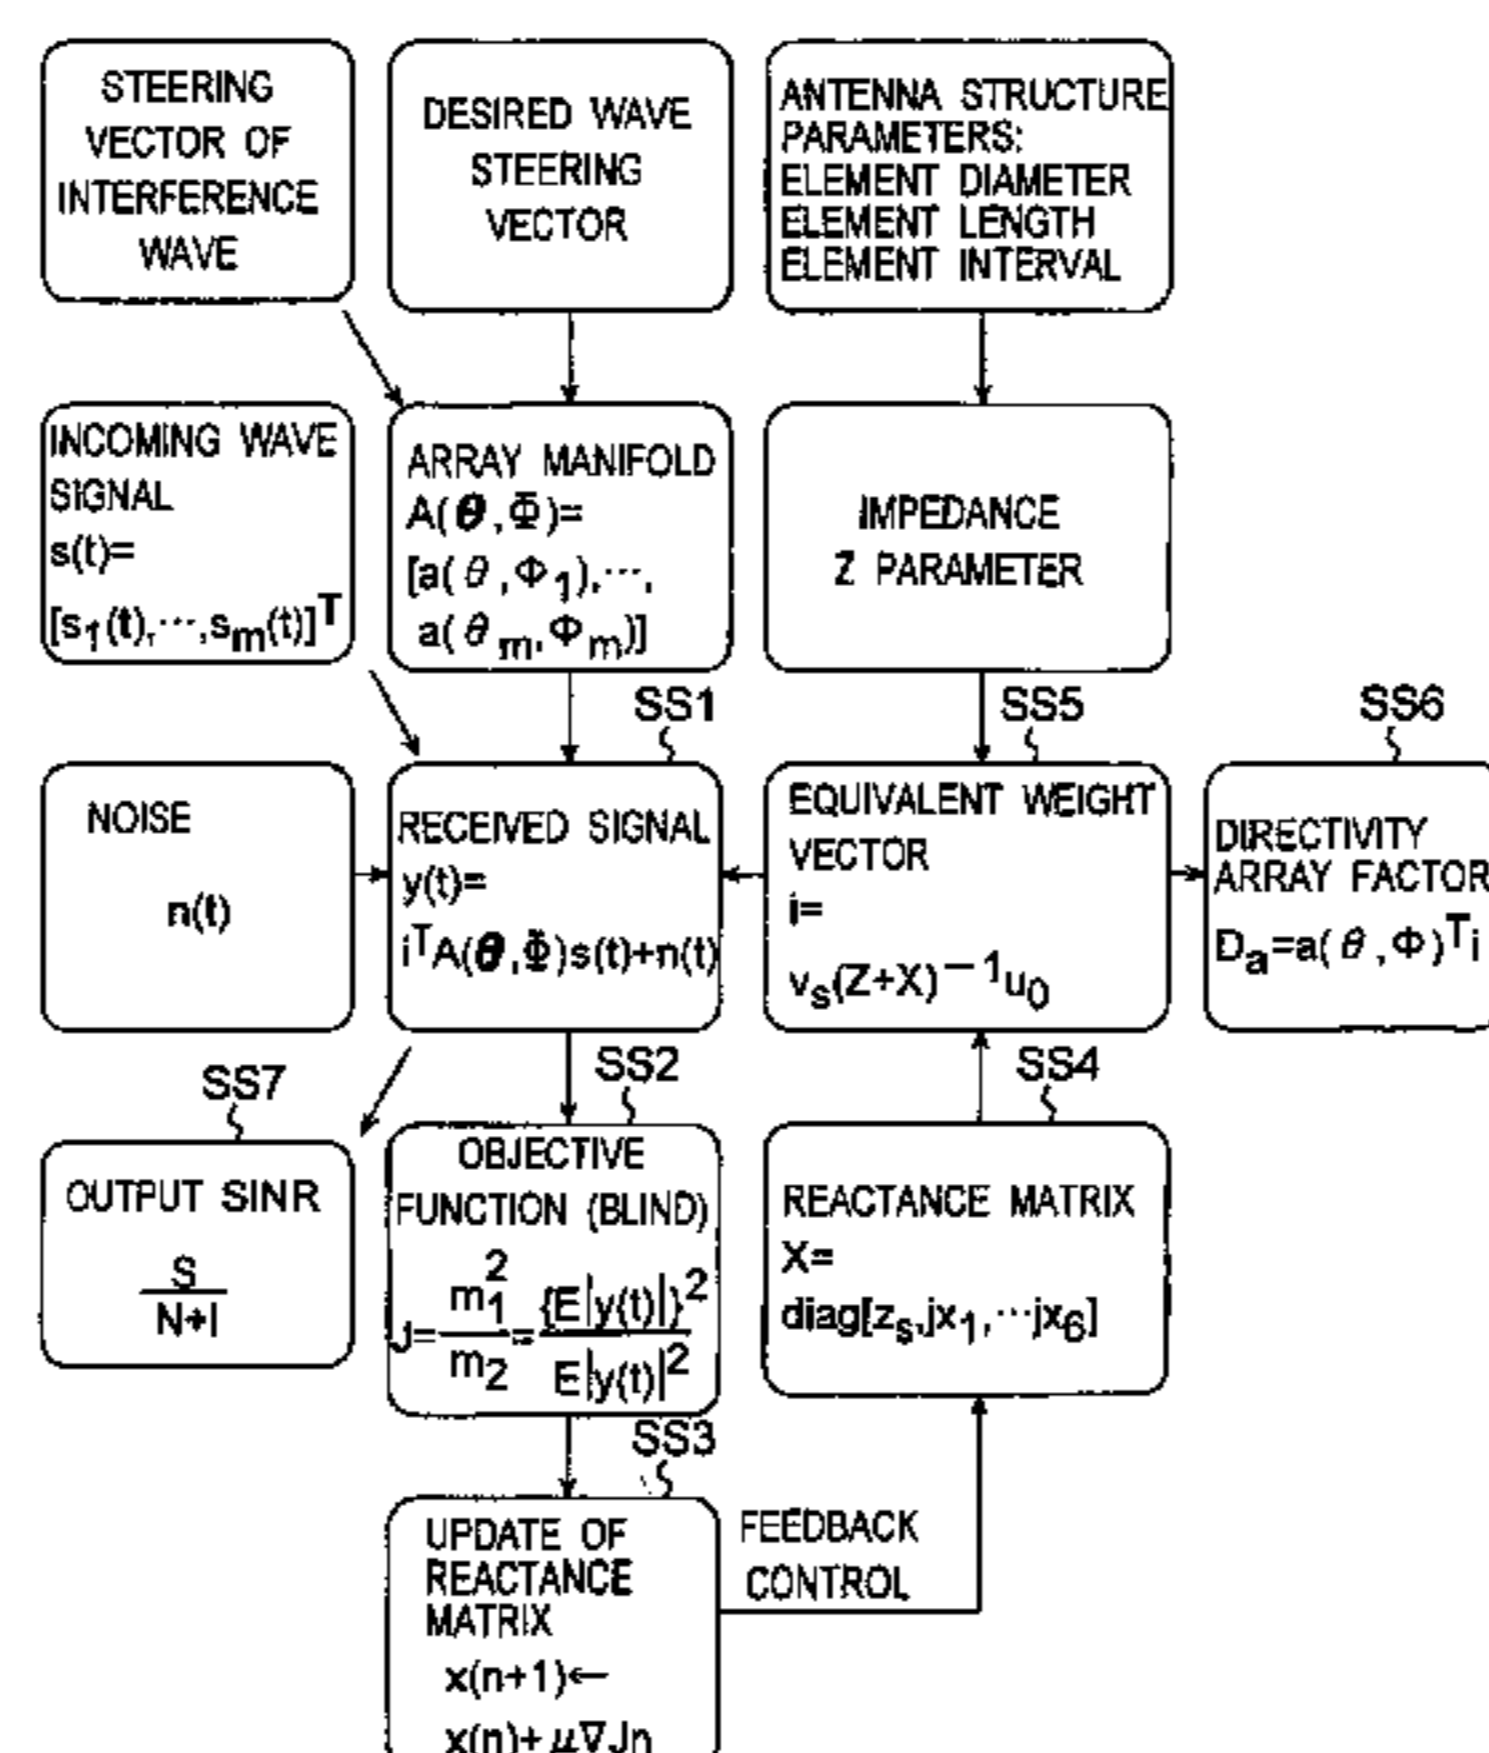 STEERING
VECTOR OF
INTERFERENCE
WAVE
DESIRED WAVE
STEERING
VECTOR
ANTENNA STRUCTURE
PARAMETERS:
ELEMENT DIAMETER
ELEMENT LENGTH
ELEMENT INTERVAL
INCOMING WAVE
SIGNAL
s(t)=
[s₁(t),⋯,sₘ(t)]ᵀ
ARRAY MANIFOLD
A(θ,Φ)=
[a(θ,Φ₁),⋯,
a(θₘ,Φₘ)]
IMPEDANCE
Z PARAMETER
NOISE
n(t)
SS1
RECEIVED SIGNAL
y(t)=
iᵀA(θ,Φ)s(t)+n(t)
SS5
EQUIVALENT WEIGHT
VECTOR
i=
vₛ(Z+X)⁻¹u₀
SS6
DIRECTIVITY
ARRAY FACTOR
Dₐ=a(θ,Φ)ᵀi
SS7
OUTPUT SINR
S
N+I
SS2
OBJECTIVE
FUNCTION (BLIND)
J=m₁²/m₂={E|y(t)|}²/E|y(t)|²
SS4
REACTANCE MATRIX
X=
diag[zₛ,jx₁,⋯jx₆]
SS3
UPDATE OF
REACTANCE
MATRIX
x(n+1)←
x(n)+μ∇Jn
FEEDBACK
CONTROL